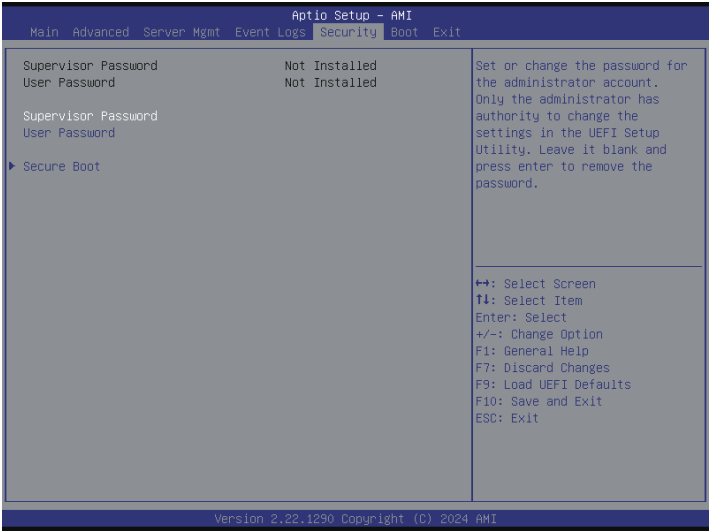 Aptio Setup – AMI
Main Advanced Server Mgmt Event Logs Security Boot Exit
Supervisor Password Not Installed
User Password Not Installed
Supervisor Password
User Password
Secure Boot
Set or change the password for
the administrator account.
Only the administrator has
authority to change the
settings in the UEFI Setup
Utility. Leave it blank and
press enter to remove the
password.
↔: Select Screen
↑↓: Select Item
Enter: Select
+/-: Change Option
F1: General Help
F7: Discard Changes
F9: Load UEFI Defaults
F10: Save and Exit
ESC: Exit
Version 2.22.1290 Copyright (C) 2024 AMI